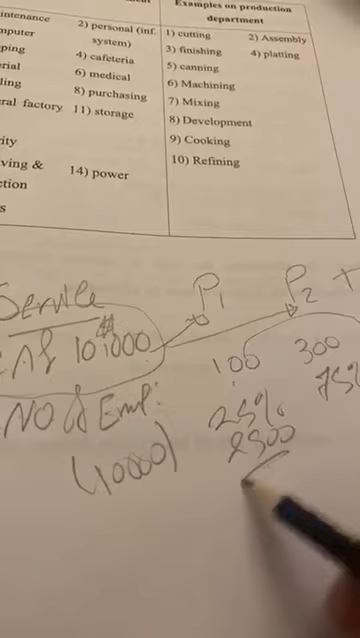 Examples on production
department
intenance 2) personal (inf. system) 1) cutting 2) Assembly
mputer 4) cafeteria 3) finishing 4) platting
ping 6) medical 5) canning
erial 8) purchasing 6) Machining
ling 11) storage 7) Mixing
ral factory 8) Development
ity 9) Cooking
ving & 14) power 10) Refining
ction
s
Service P1 P2 +
10,000 100 300
NO of Emp: 25% 75%
(10000) 2500